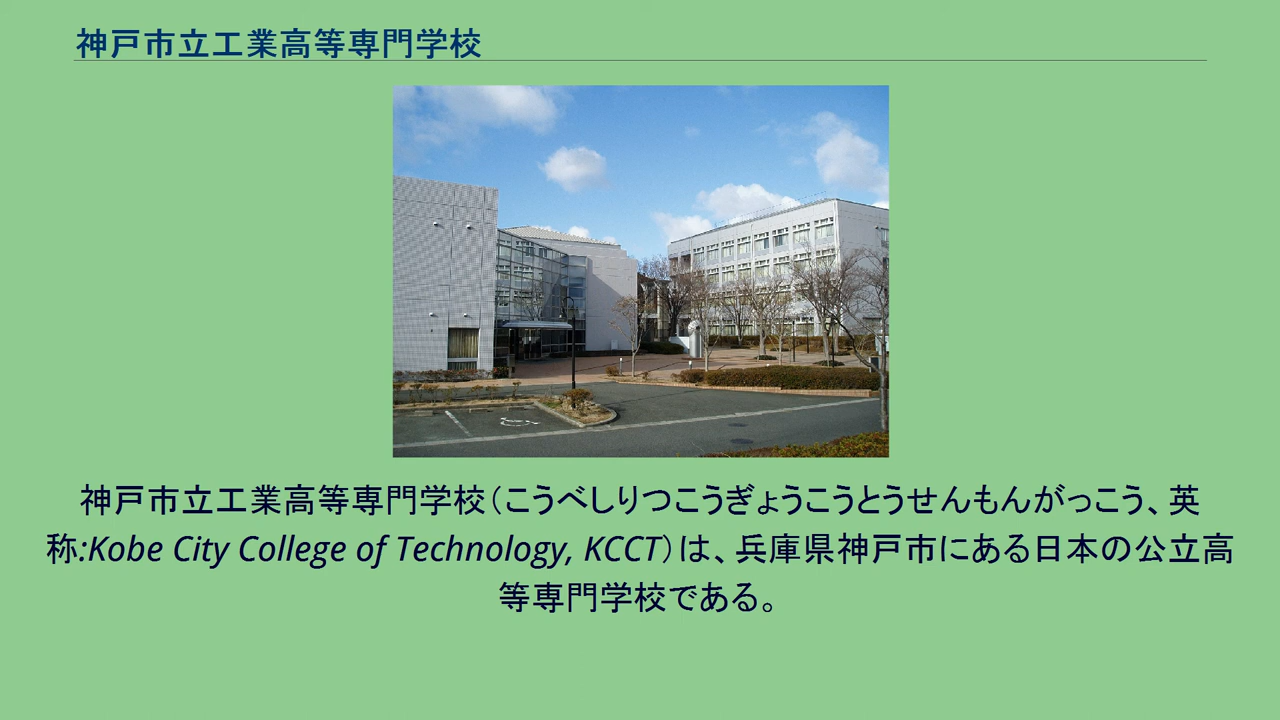 神戸市立工業高等専門学校
神戸市立工業高等専門学校（こうべしりつこうぎょうこうとうせんもんがっこう、英
称:Kobe City College of Technology, KCCT）は、兵庫県神戸市にある日本の公立高
等専門学校である。